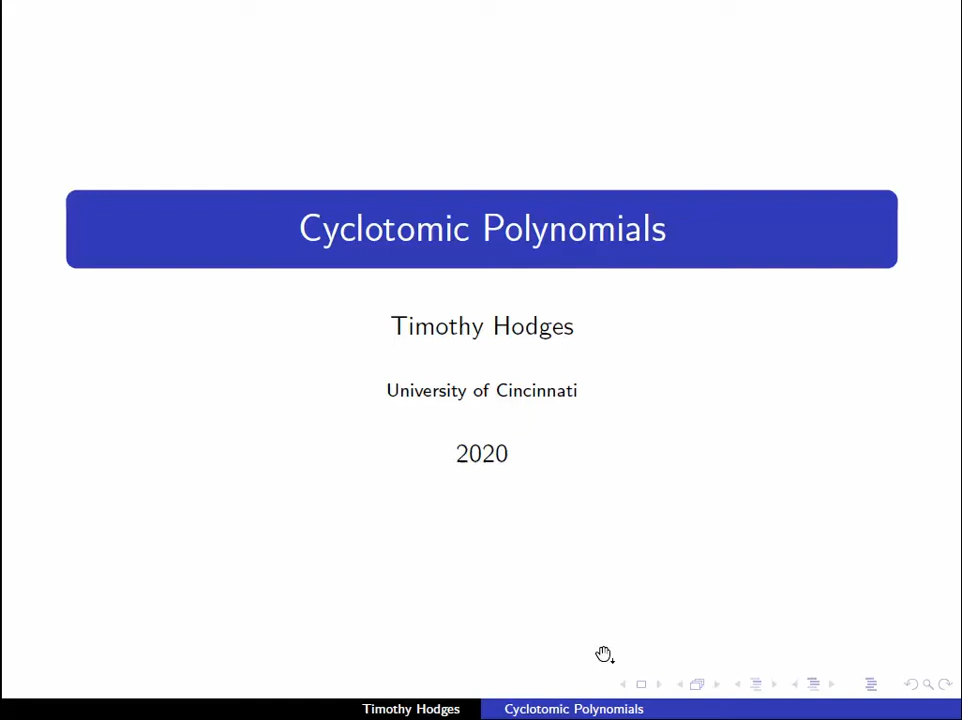 Cyclotomic Polynomials
Timothy Hodges
University of Cincinnati
2020
Timothy Hodges
Cyclotomic Polynomials